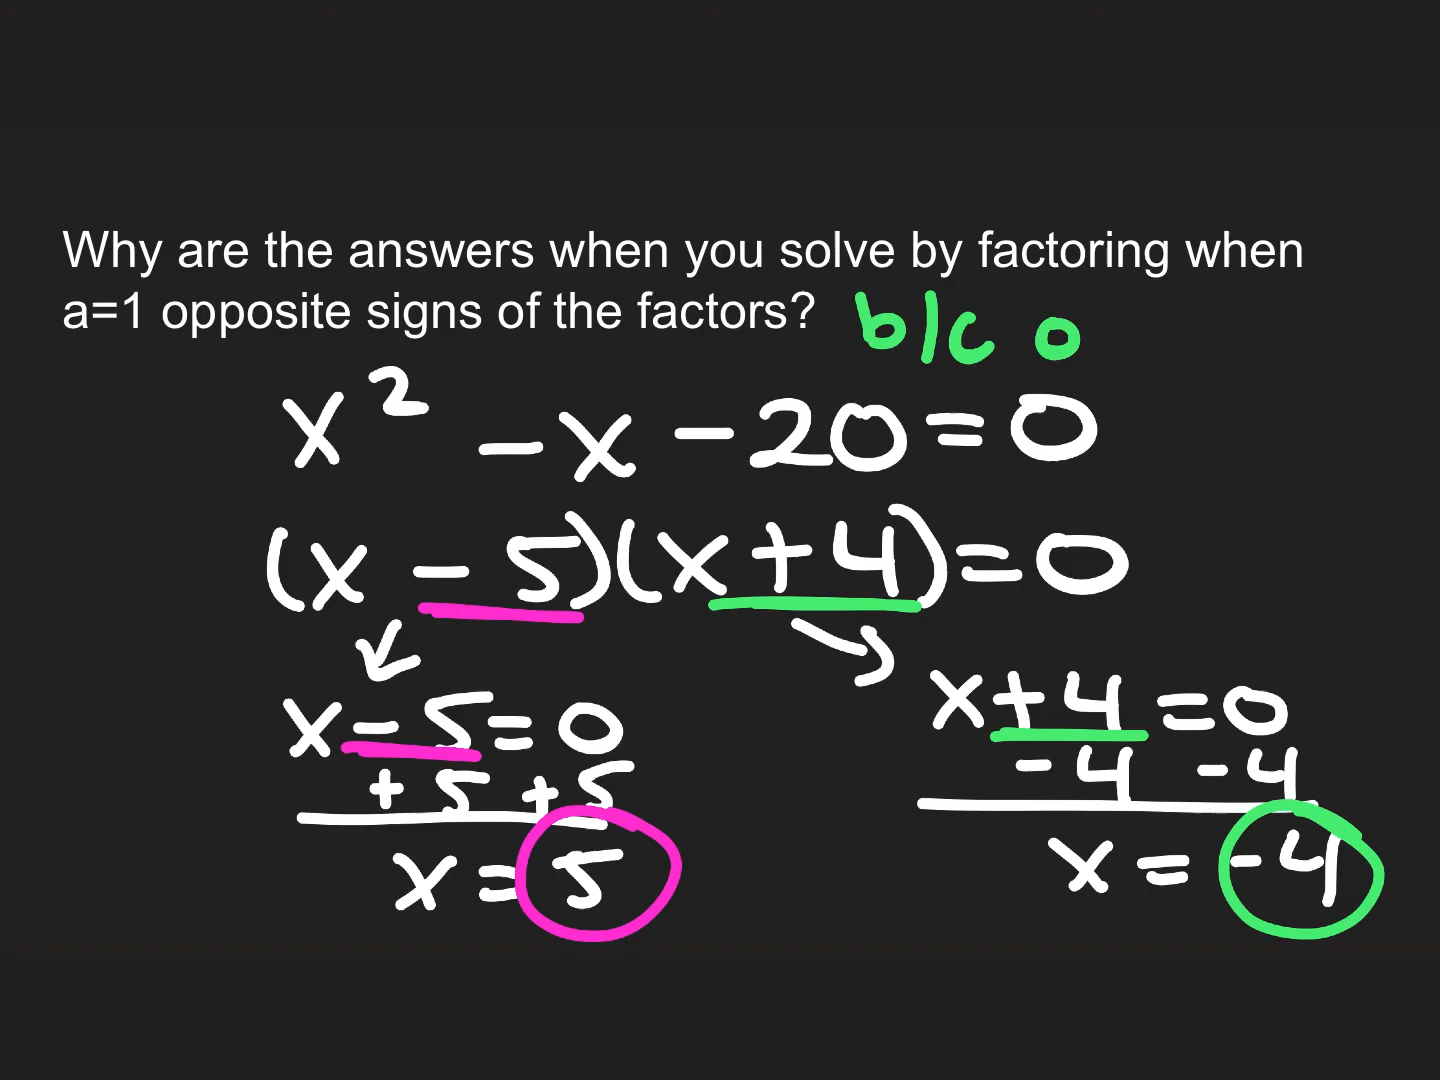 Why are the answers when you solve by factoring when
a=1 opposite signs of the factors? b/c o
x² - x - 20 = 0
(x - 5)(x + 4) = 0
x - 5 = 0
x + 4 = 0
+ 5 + 5
- 4 - 4
x = 5
x = -4